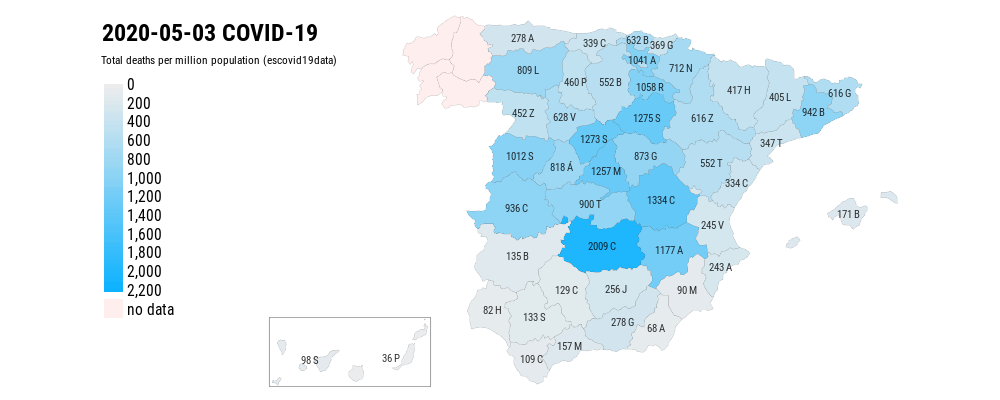 2020-05-03 COVID-19
Total deaths per million population (escovid19data)
0
200
400
600
800
1,000
1,200
1,400
1,600
1,800
2,000
2,200
no data
278 A
339 C
632 B
369 G
809 L
460 P
552 B
1041 A
712 N
1058 R
417 H
405 L
616 G
942 B
452 Z
628 V
1275 S
616 Z
1273 S
347 T
1012 S
818 Á
1257 M
873 G
552 T
334 C
936 C
900 T
1334 C
171 B
245 V
135 B
2009 C
1177 A
243 A
129 C
256 J
90 M
82 H
133 S
278 G
68 A
157 M
109 C
98 S
36 P